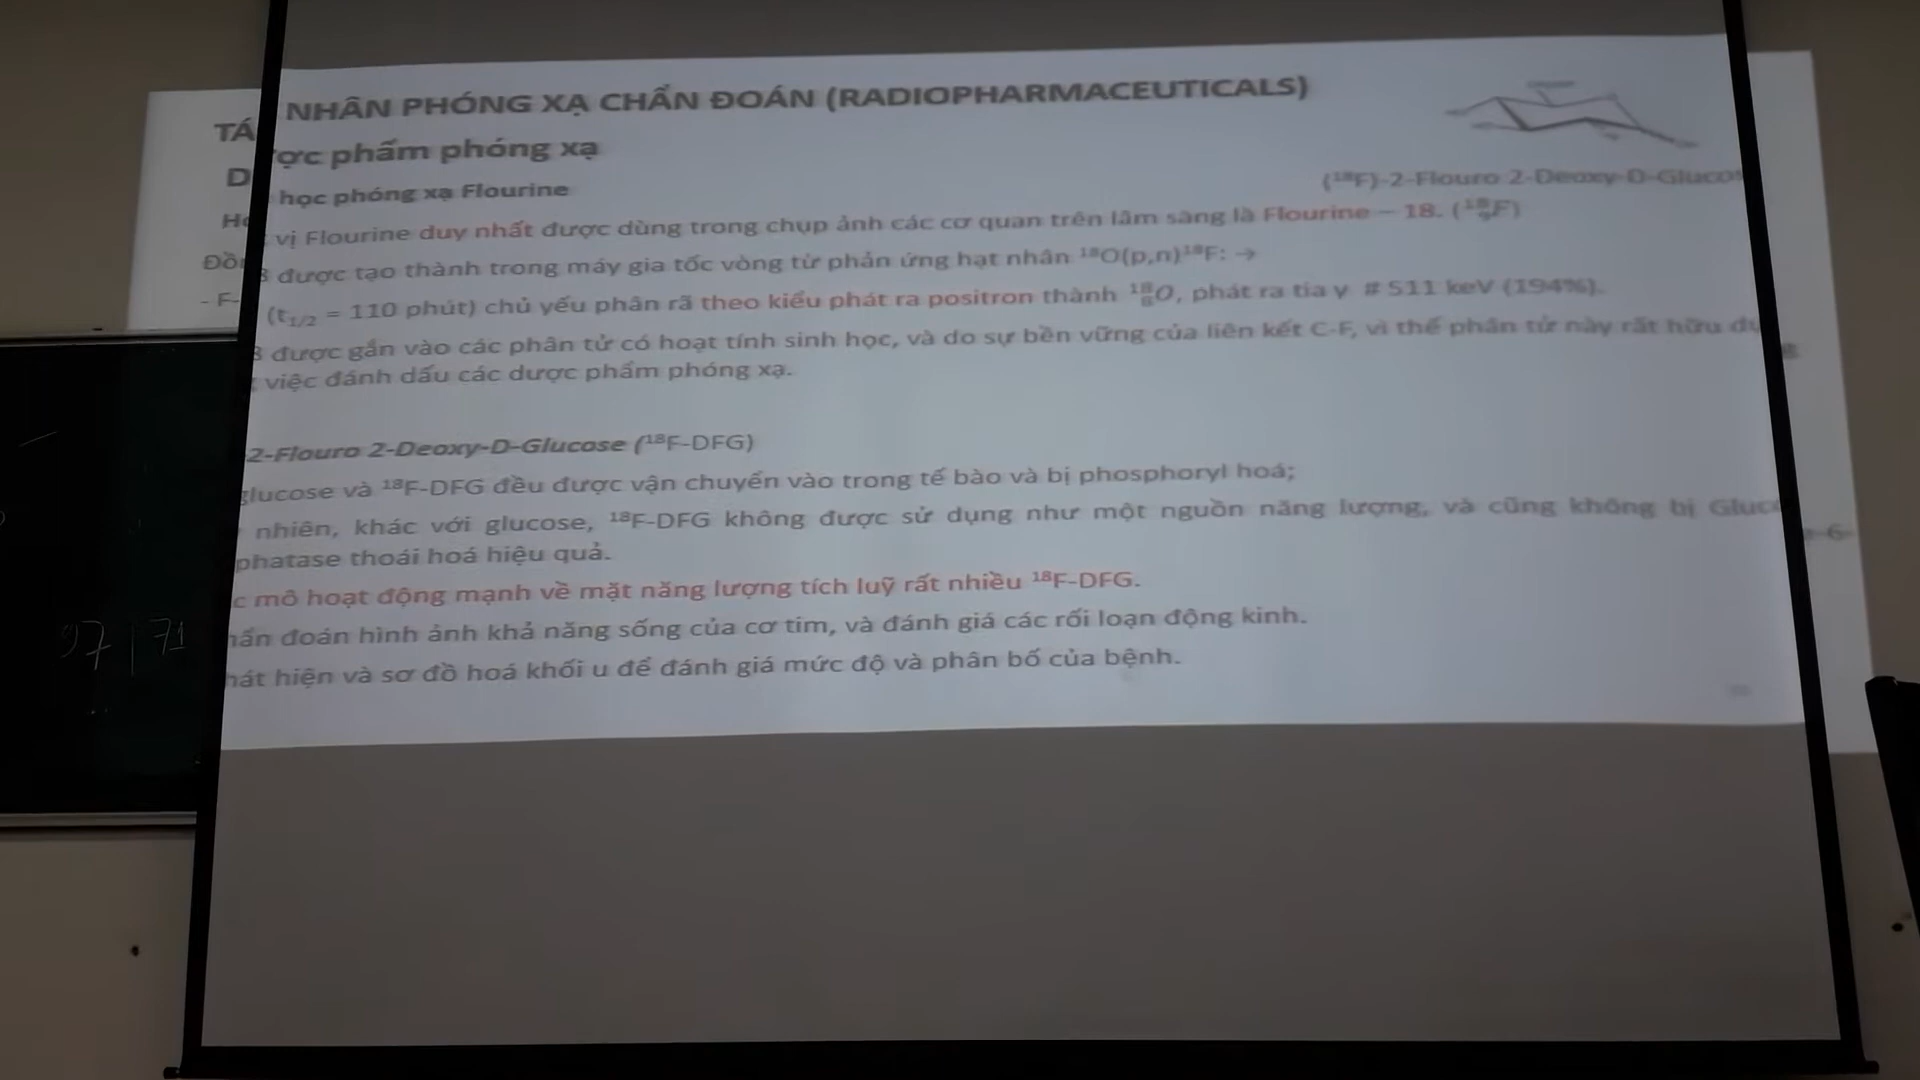 TÁ NHÂN PHÓNG XẠ CHẨN ĐOÁN (RADIOPHARMACEUTICALS)
D ợc phẩm phóng xạ
(¹⁸F)-2-Flouro 2-Deoxy-D-Gluco
Ho học phóng xạ Flourine
Đồ vị Flourine duy nhất được dùng trong chụp ảnh các cơ quan trên lâm sàng là Flourine – 18. (¹⁸₉F)
- F- 8 được tạo thành trong máy gia tốc vòng từ phản ứng hạt nhân ¹⁸O(p,n)¹⁸F: →
(t₁/₂ = 110 phút) chủ yếu phân rã theo kiểu phát ra positron thành ¹⁸₈O, phát ra tia γ # 511 keV (194%).
8 được gắn vào các phân tử có hoạt tính sinh học, và do sự bền vững của liên kết C-F, vì thế phân tử này rất hữu dụ
việc đánh dấu các dược phẩm phóng xạ.
2-Flouro 2-Deoxy-D-Glucose (¹⁸F-DFG)
glucose và ¹⁸F-DFG đều được vận chuyển vào trong tế bào và bị phosphoryl hoá;
nhiên, khác với glucose, ¹⁸F-DFG không được sử dụng như một nguồn năng lượng, và cũng không bị Gluco -6-
phatase thoái hoá hiệu quả.
c mô hoạt động mạnh về mặt năng lượng tích luỹ rất nhiều ¹⁸F-DFG.
hẩn đoán hình ảnh khả năng sống của cơ tim, và đánh giá các rối loạn động kinh.
hát hiện và sơ đồ hoá khối u để đánh giá mức độ và phân bố của bệnh.
97 | 71